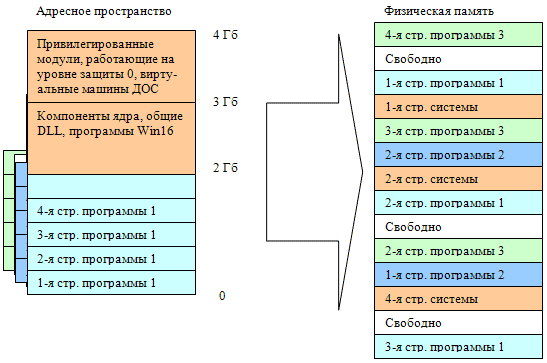 Адресное пространство
Привилегированные
модули, работающие на
уровне защиты 0, вирту-
альные машины ДОС
Компоненты ядра, общие
DLL, программы Win16
4-я стр. программы 1
3-я стр. программы 1
2-я стр. программы 1
1-я стр. программы 1
4 Гб
3 Гб
2 Гб
0
Физическая память
4-я стр. программы 3
Свободно
1-я стр. программы 1
1-я стр. системы
3-я стр. программы 3
2-я стр. программы 2
2-я стр. системы
2-я стр. программы 1
Свободно
2-я стр. программы 3
1-я стр. программы 2
4-я стр. системы
Свободно
3-я стр. программы 1